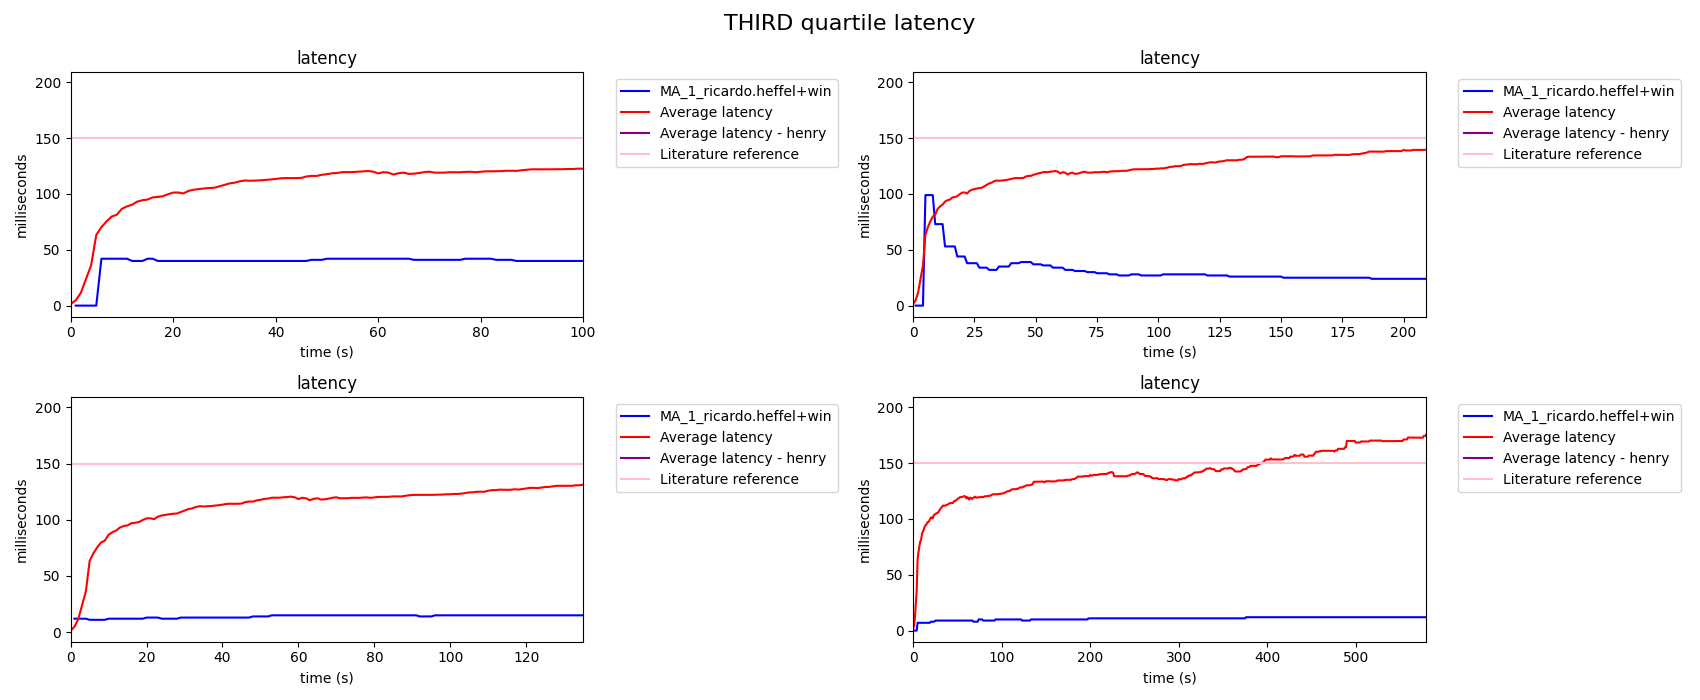 THIRD quartile latency
latency
200
150
100
50
0
milliseconds
0 20 40 60 80 100
time (s)
MA_1_ricardo.heffel+win
Average latency
Average latency - henry
Literature reference
latency
200
150
100
50
0
milliseconds
0 25 50 75 100 125 150 175 200
time (s)
MA_1_ricardo.heffel+win
Average latency
Average latency - henry
Literature reference
latency
200
150
100
50
0
milliseconds
0 20 40 60 80 100 120
time (s)
MA_1_ricardo.heffel+win
Average latency
Average latency - henry
Literature reference
latency
200
150
100
50
0
milliseconds
0 100 200 300 400 500
time (s)
MA_1_ricardo.heffel+win
Average latency
Average latency - henry
Literature reference